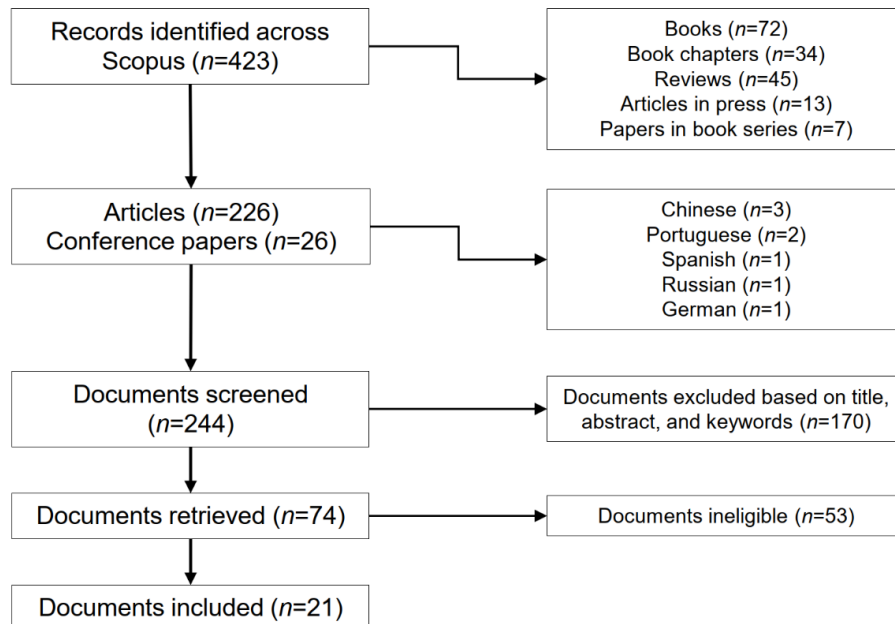 Records identified across
Scopus (n=423)
Books (n=72)
Book chapters (n=34)
Reviews (n=45)
Articles in press (n=13)
Papers in book series (n=7)
Articles (n=226)
Conference papers (n=26)
Chinese (n=3)
Portuguese (n=2)
Spanish (n=1)
Russian (n=1)
German (n=1)
Documents screened
(n=244)
Documents excluded based on title,
abstract, and keywords (n=170)
Documents retrieved (n=74)
Documents ineligible (n=53)
Documents included (n=21)